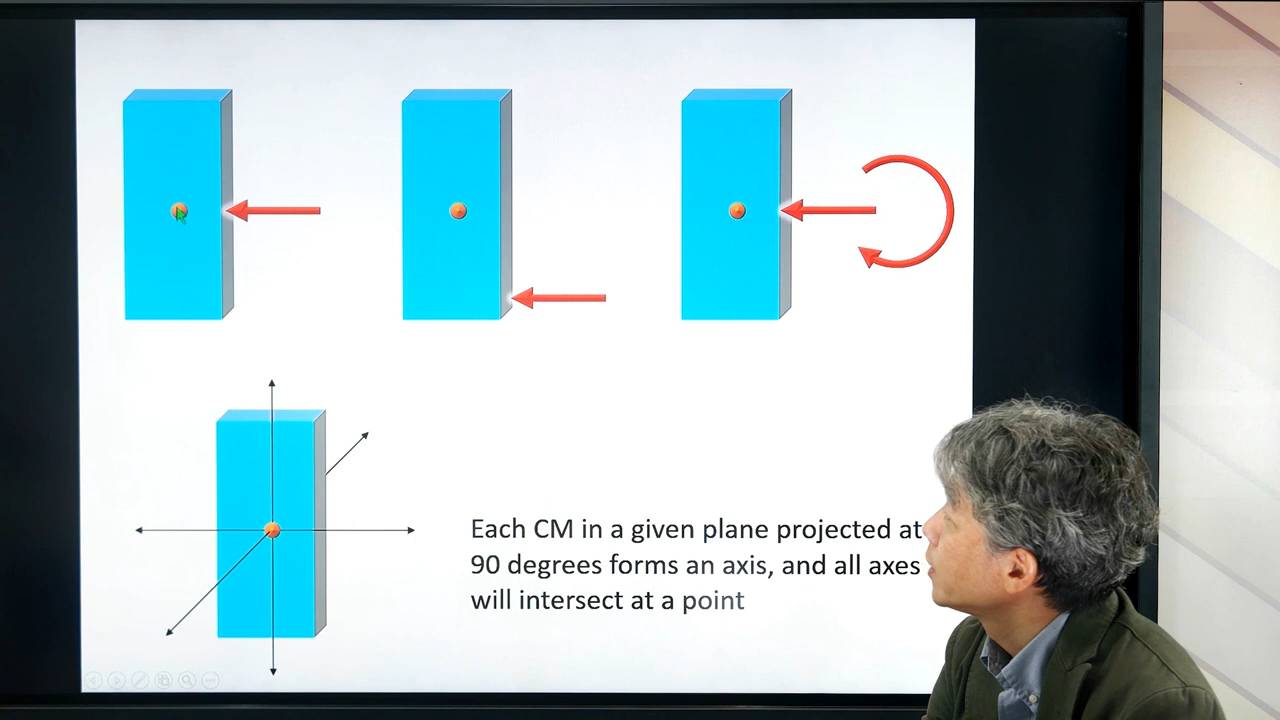 Each CM in a given plane projected at
90 degrees forms an axis, and all axes
will intersect at a point